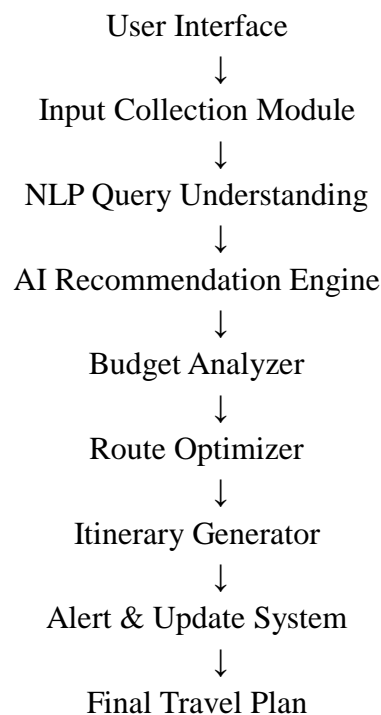 User Interface
↓
Input Collection Module
↓
NLP Query Understanding
↓
AI Recommendation Engine
↓
Budget Analyzer
↓
Route Optimizer
↓
Itinerary Generator
↓
Alert & Update System
↓
Final Travel Plan